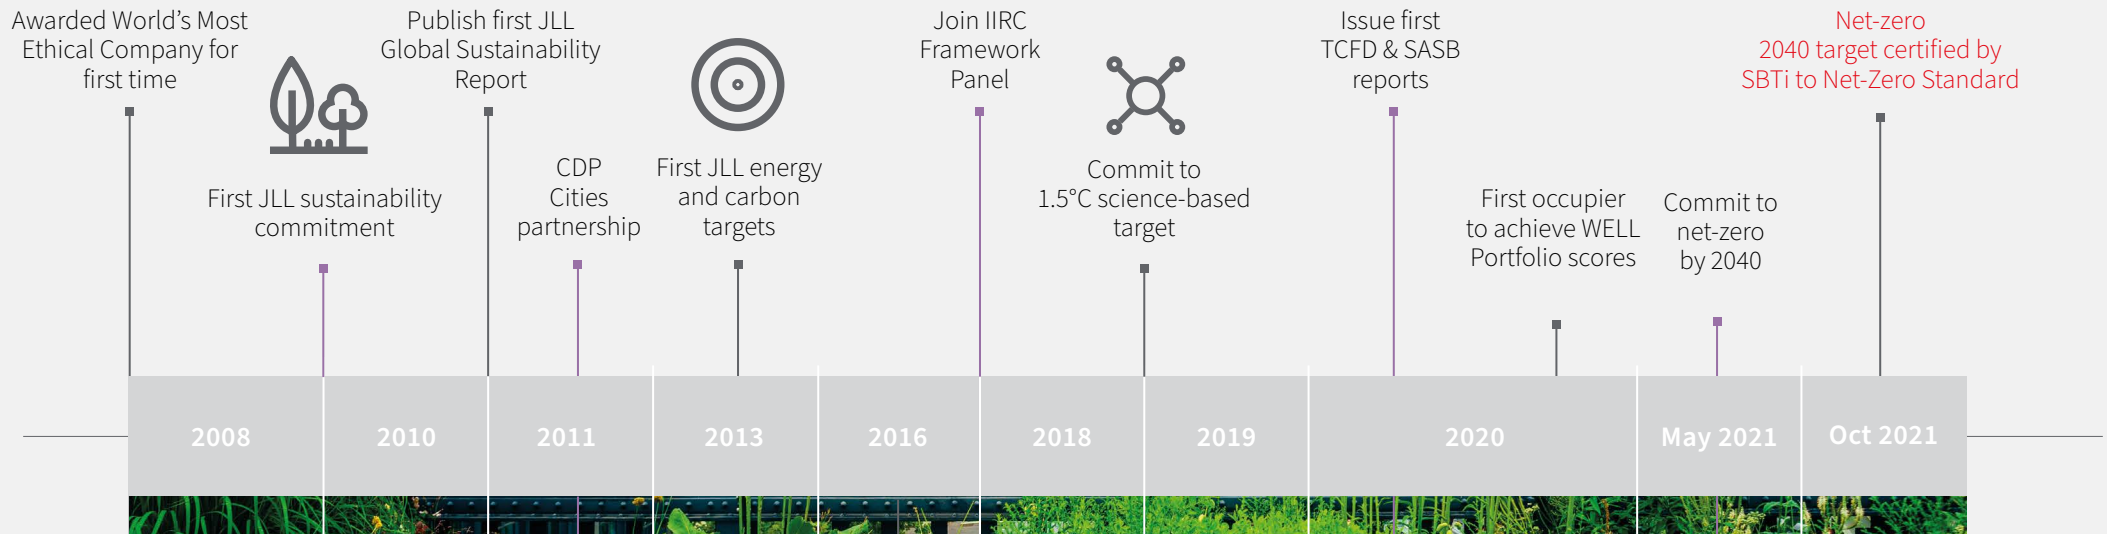 Awarded World’s Most
Ethical Company for
first time
First JLL sustainability
commitment
Publish first JLL
Global Sustainability
Report
CDP
Cities
partnership
First JLL energy
and carbon
targets
Join IIRC
Framework
Panel
Commit to
1.5°C science-based
target
Issue first
TCFD & SASB
reports
First occupier
to achieve WELL
Portfolio scores
Commit to
net-zero
by 2040
Net-zero
2040 target certified by
SBTi to Net-Zero Standard
2008
2010
2011
2013
2016
2018
2019
2020
May 2021
Oct 2021